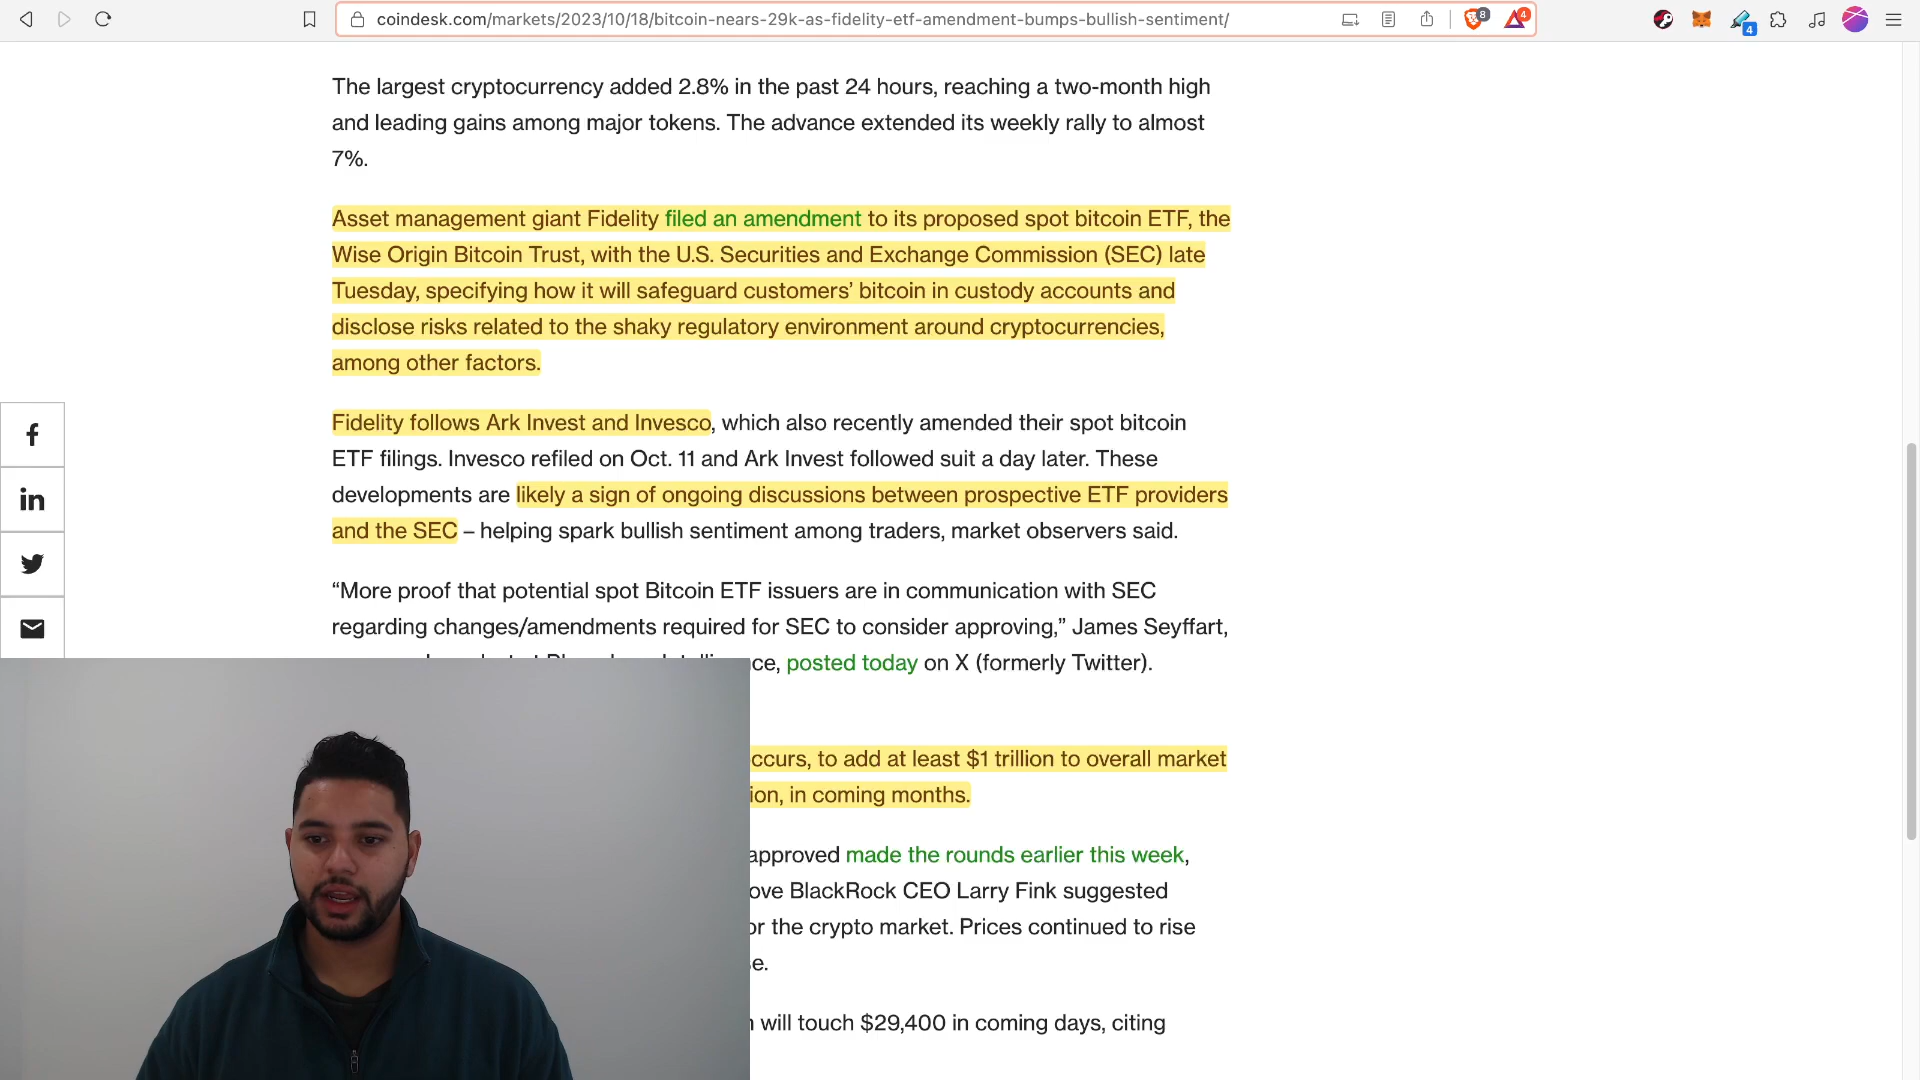 coindesk.com/markets/2023/10/18/bitcoin-nears-29k-as-fidelity-etf-amendment-bumps-bullish-sentiment/
8
4
4
The largest cryptocurrency added 2.8% in the past 24 hours, reaching a two-month high
and leading gains among major tokens. The advance extended its weekly rally to almost
7%.
Asset management giant Fidelity filed an amendment to its proposed spot bitcoin ETF, the
Wise Origin Bitcoin Trust, with the U.S. Securities and Exchange Commission (SEC) late
Tuesday, specifying how it will safeguard customers’ bitcoin in custody accounts and
disclose risks related to the shaky regulatory environment around cryptocurrencies,
among other factors.
Fidelity follows Ark Invest and Invesco, which also recently amended their spot bitcoin
ETF filings. Invesco refiled on Oct. 11 and Ark Invest followed suit a day later. These
developments are likely a sign of ongoing discussions between prospective ETF providers
and the SEC – helping spark bullish sentiment among traders, market observers said.
“More proof that potential spot Bitcoin ETF issuers are in communication with SEC
regarding changes/amendments required for SEC to consider approving,” James Seyffart,
ce, posted today on X (formerly Twitter).
ccurs, to add at least $1 trillion to overall market
ion, in coming months.
approved made the rounds earlier this week,
ove BlackRock CEO Larry Fink suggested
or the crypto market. Prices continued to rise
se.
will touch $29,400 in coming days, citing